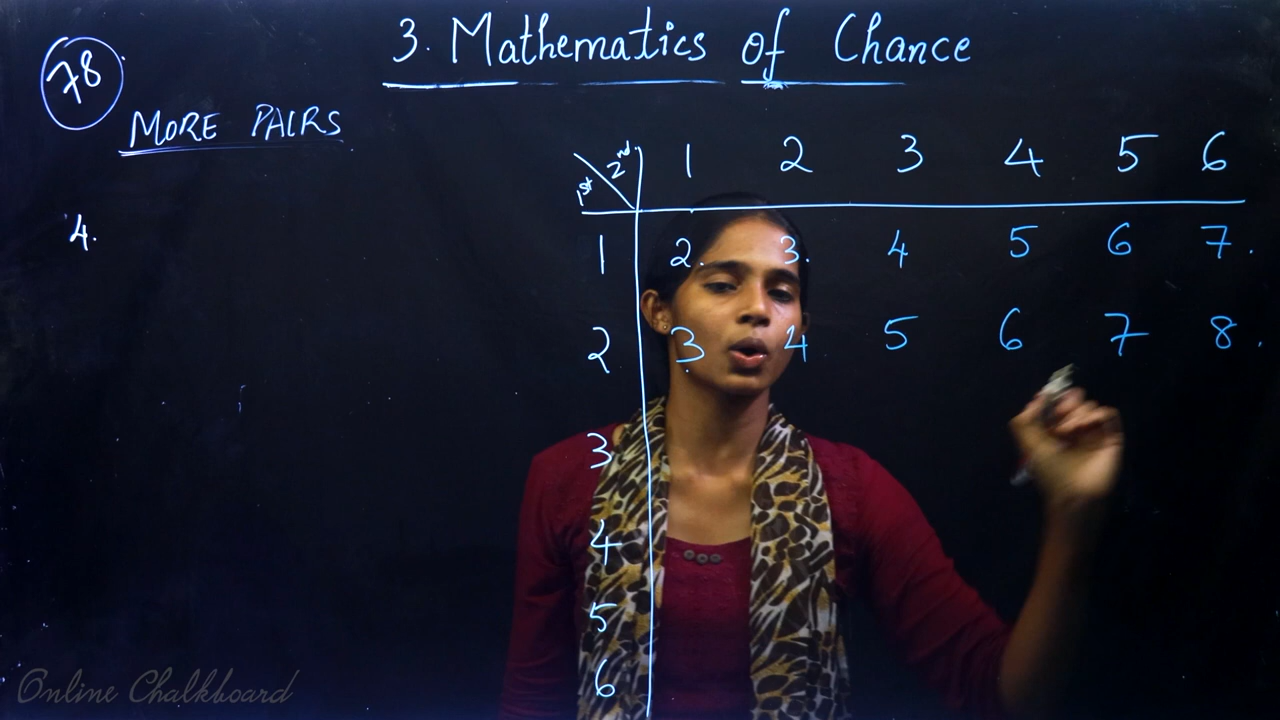 3. Mathematics of Chance
78
MORE PAIRS
4.
1st 2nd 1 2 3 4 5 6
1 2. 3. 4 5 6 7.
2 3 4 5 6 7 8.
3
4
5
6
Online Chalkboard